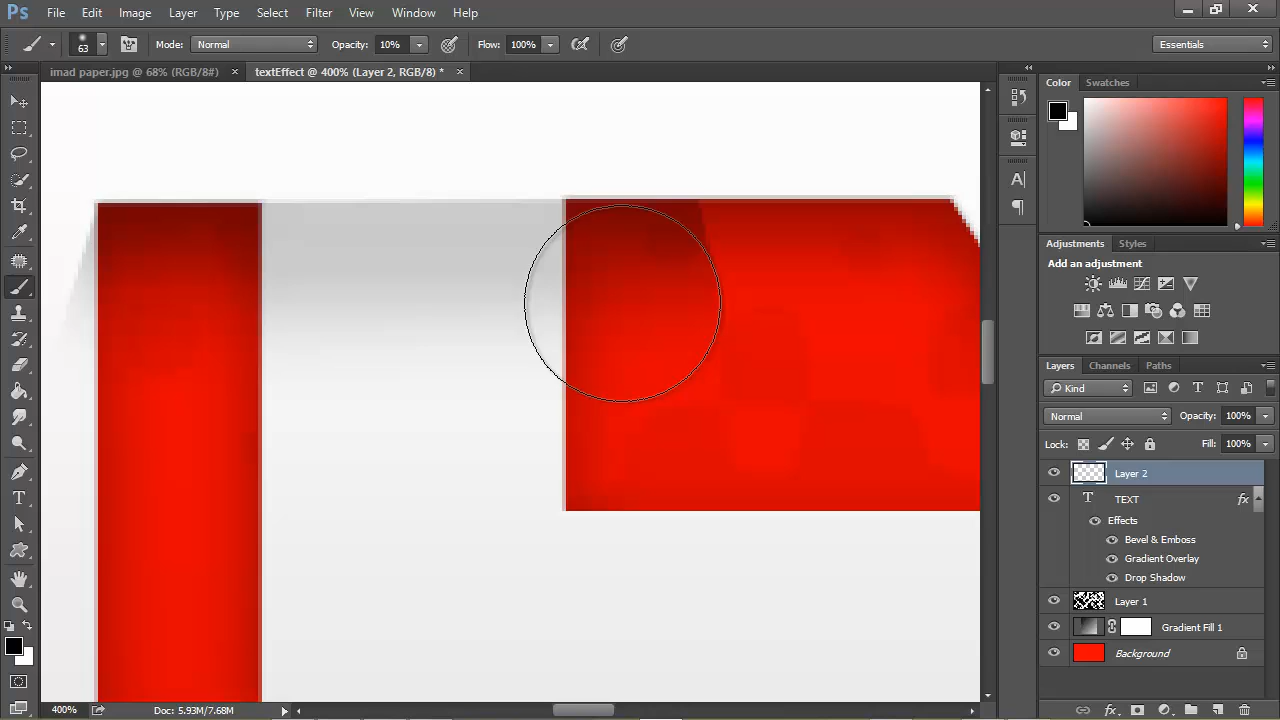 Ps File Edit Image Layer Type Select Filter View Window Help
63 Mode: Normal Opacity: 10% Flow: 100% Essentials
imad paper.jpg @ 68% (RGB/8#) × textEffect @ 400% (Layer 2, RGB/8) * ×
Color Swatches
Adjustments Styles
Add an adjustment
Layers Channels Paths
Kind
Normal Opacity: 100%
Lock: Fill: 100%
Layer 2
T TEXT fx
Effects
Bevel & Emboss
Gradient Overlay
Drop Shadow
Layer 1
Gradient Fill 1
Background
400% Doc: 5.93M/7.68M